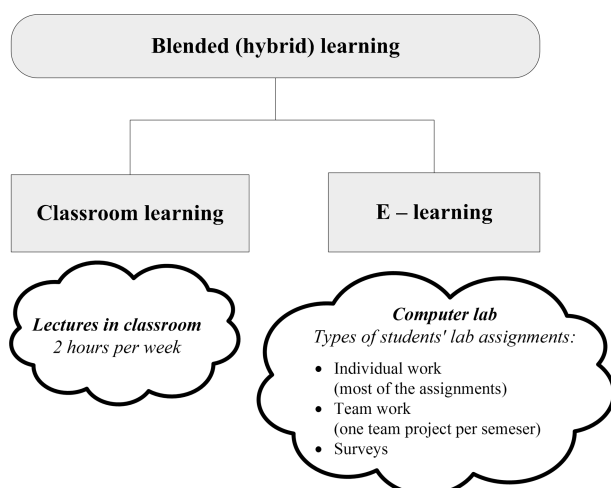 Blended (hybrid) learning
Classroom learning
E – learning
Lectures in classroom
2 hours per week
Computer lab
Types of students' lab assignments:
• Individual work
(most of the assignments)
• Team work
(one team project per semeser)
• Surveys